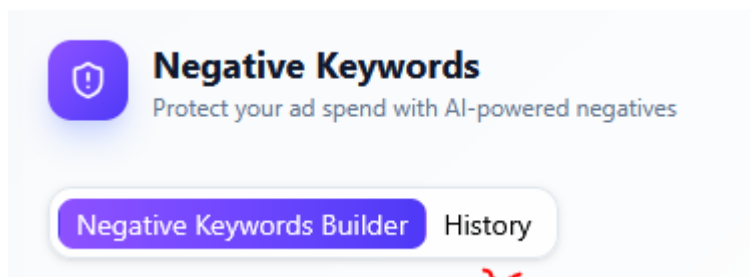 Negative Keywords
Protect your ad spend with AI-powered negatives
Negative Keywords Builder History